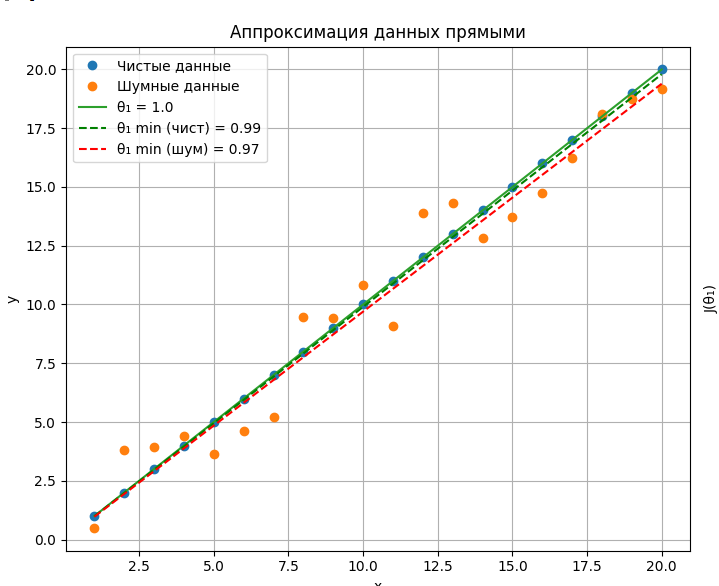 Аппроксимация данных прямыми
Чистые данные
Шумные данные
θ₁ = 1.0
θ₁ min (чист) = 0.99
θ₁ min (шум) = 0.97
20.0
17.5
15.0
12.5
10.0
7.5
5.0
2.5
0.0
y
J(θ₁)
2.5 5.0 7.5 10.0 12.5 15.0 17.5 20.0
x